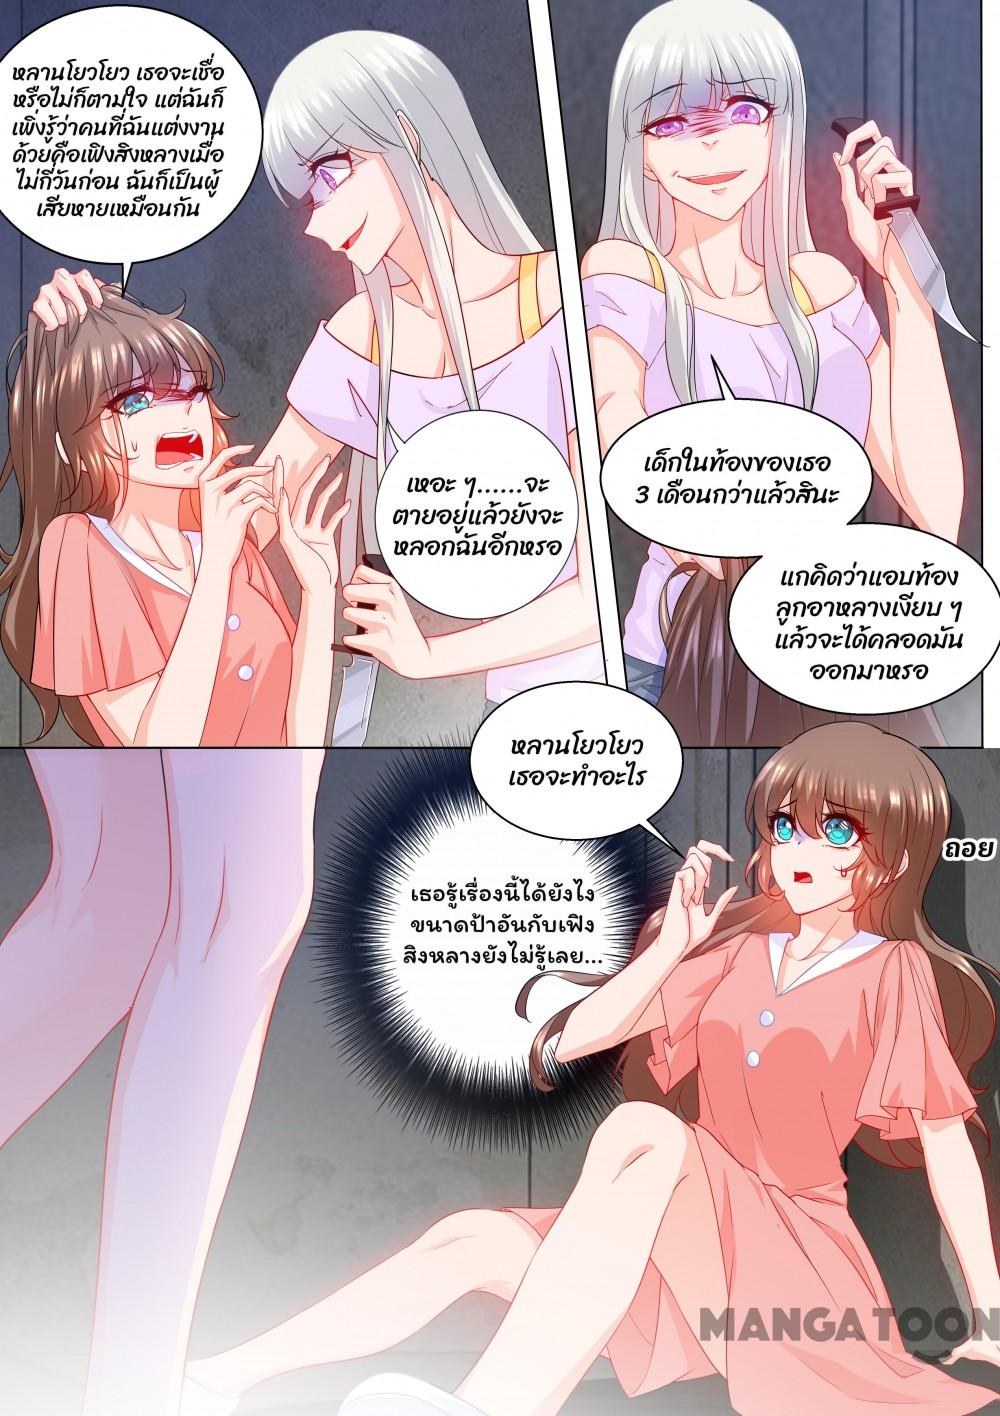 หลานโยวโยว เธอจะเชื่อ
หรือไม่ก็ตามใจ แต่ฉันก็
เพิ่งรู้ว่าคนที่ฉันแต่งงาน
ด้วยคือเฟิงสิงหลางเมื่อ
ไม่กี่วันก่อน ฉันก็เป็นผู้
เสียหายเหมือนกัน
เหอะ ๆ......จะ
ตายอยู่แล้วยังจะ
หลอกฉันอีกหรอ
เด็กในท้องของเธอ
3 เดือนกว่าแล้วสินะ
แกคิดว่าแอบท้อง
ลูกอาหลางเงียบ ๆ
แล้วจะได้คลอดมัน
ออกมาหรอ
หลานโยวโยว
เธอจะทำอะไร
ถอย
เธอรู้เรื่องนี้ได้ยังไง
ขนาดป้าอันกับเฟิง
สิงหลางยังไม่รู้เลย...
MANGATOON